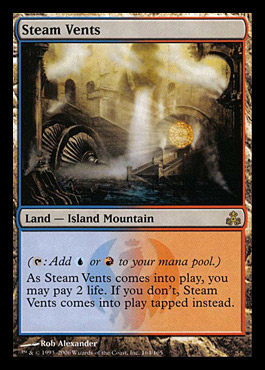 Steam Vents
Land — Island Mountain
( : Add or to your mana pool.)
As Steam Vents comes into play, you
may pay 2 life. If you don't, Steam
Vents comes into play tapped instead.
Rob Alexander
™ & © 1993–2006 Wizards of the Coast, Inc. 164/165